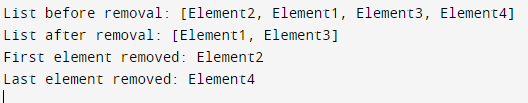 List before removal: [Element2, Element1, Element3, Element4]
List after removal: [Element1, Element3]
First element removed: Element2
Last element removed: Element4